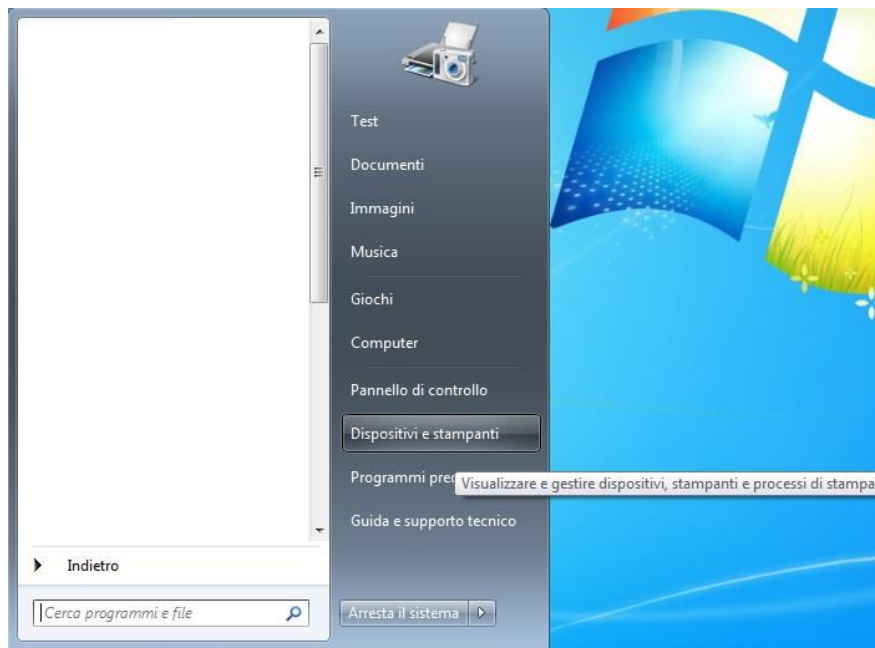 Test
Documenti
Immagini
Musica
Giochi
Computer
Pannello di controllo
Dispositivi e stampanti
Programmi
Visualizzare e gestire dispositivi, stampanti e processi di stampa
Guida e supporto tecnico
Indietro
Cerca programmi e file
Arresta il sistema